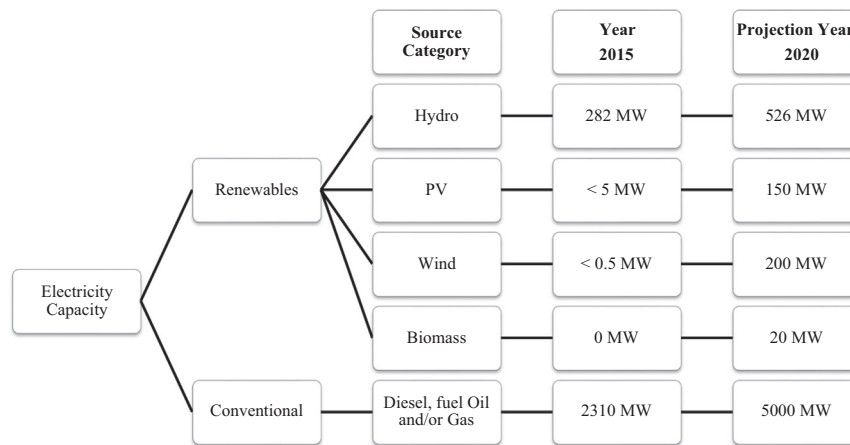 Source
Category
Year
2015
Projection Year
2020
Hydro
282 MW
526 MW
Renewables
PV
< 5 MW
150 MW
Wind
< 0.5 MW
200 MW
Electricity
Capacity
Biomass
0 MW
20 MW
Conventional
Diesel, fuel Oil
and/or Gas
2310 MW
5000 MW